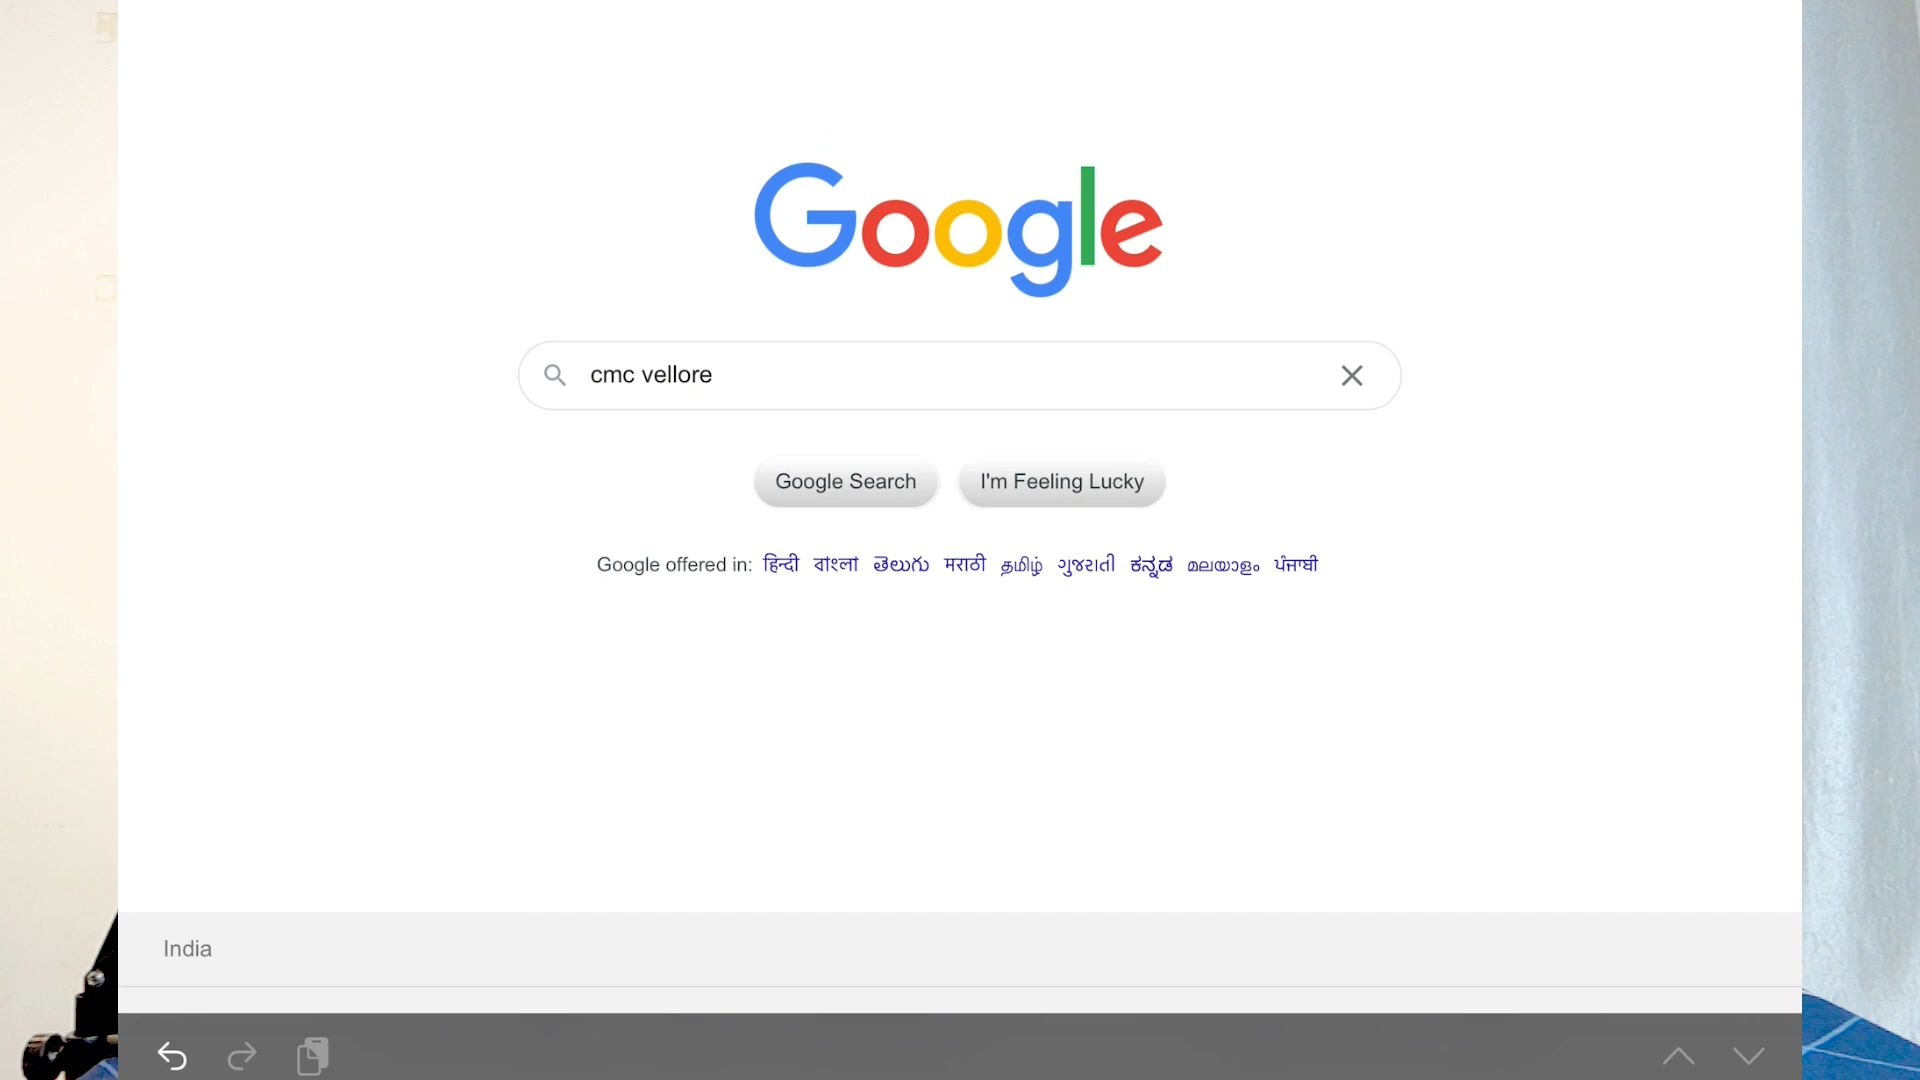 Google
cmc vellore
Google Search I'm Feeling Lucky
Google offered in: हिन्दी বাংলা తెలుగు मराठी தமிழ் ગુજરાતી ಕನ್ನಡ മലയാളം ਪੰਜਾਬੀ
India